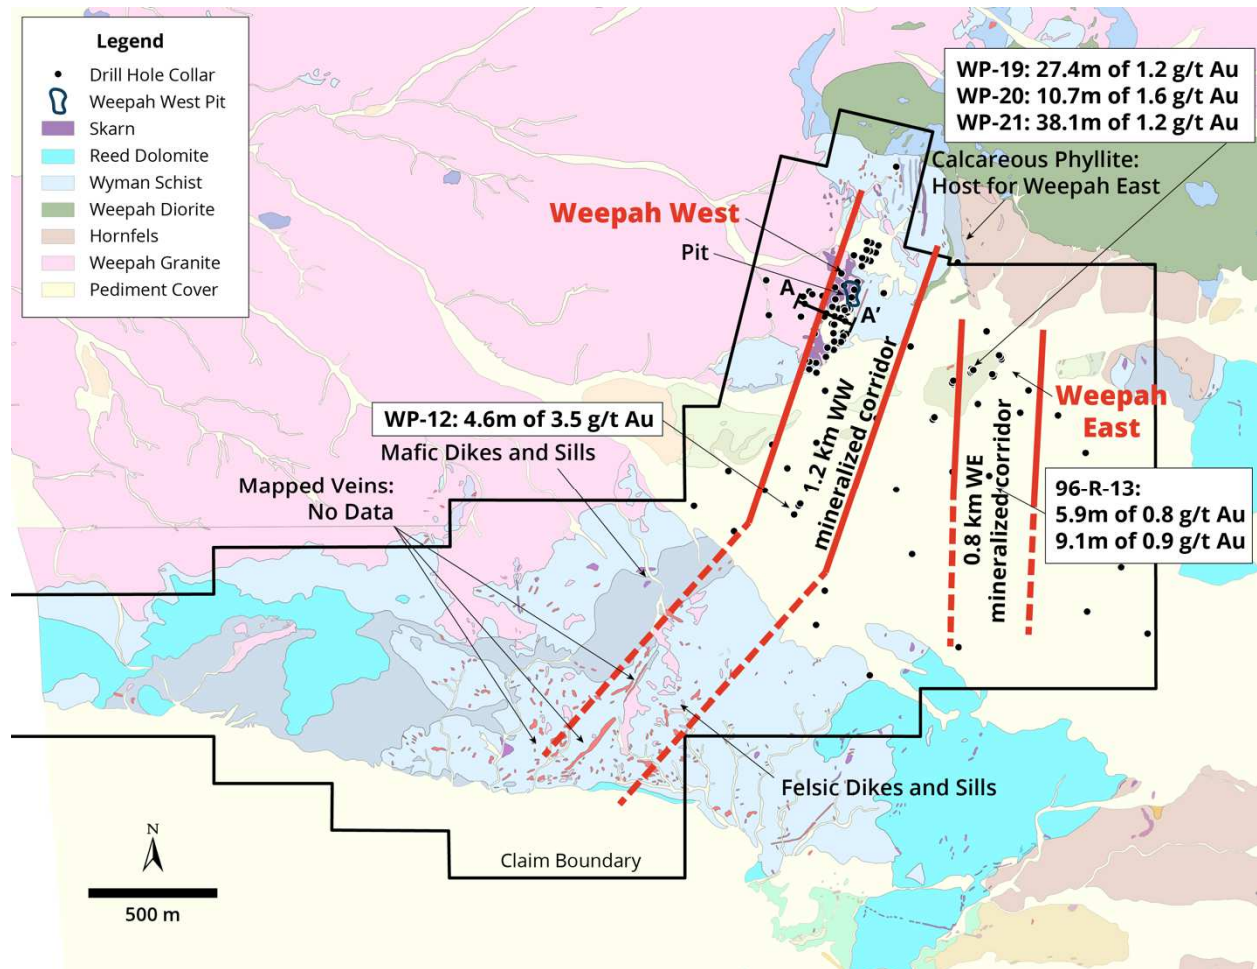 Legend
Drill Hole Collar
Weepah West Pit
Skarn
Reed Dolomite
Wyman Schist
Weepah Diorite
Hornfels
Weepah Granite
Pediment Cover
WP-19: 27.4m of 1.2 g/t Au
WP-20: 10.7m of 1.6 g/t Au
WP-21: 38.1m of 1.2 g/t Au
Calcareous Phyllite:
Host for Weepah East
Weepah West
Pit
A
A'
WP-12: 4.6m of 3.5 g/t Au
Mafic Dikes and Sills
Mapped Veins:
No Data
1.2 km WW
mineralized corridor
Weepah
East
0.8 km WE
mineralized corridor
96-R-13:
5.9m of 0.8 g/t Au
9.1m of 0.9 g/t Au
Felsic Dikes and Sills
Claim Boundary
N
500 m